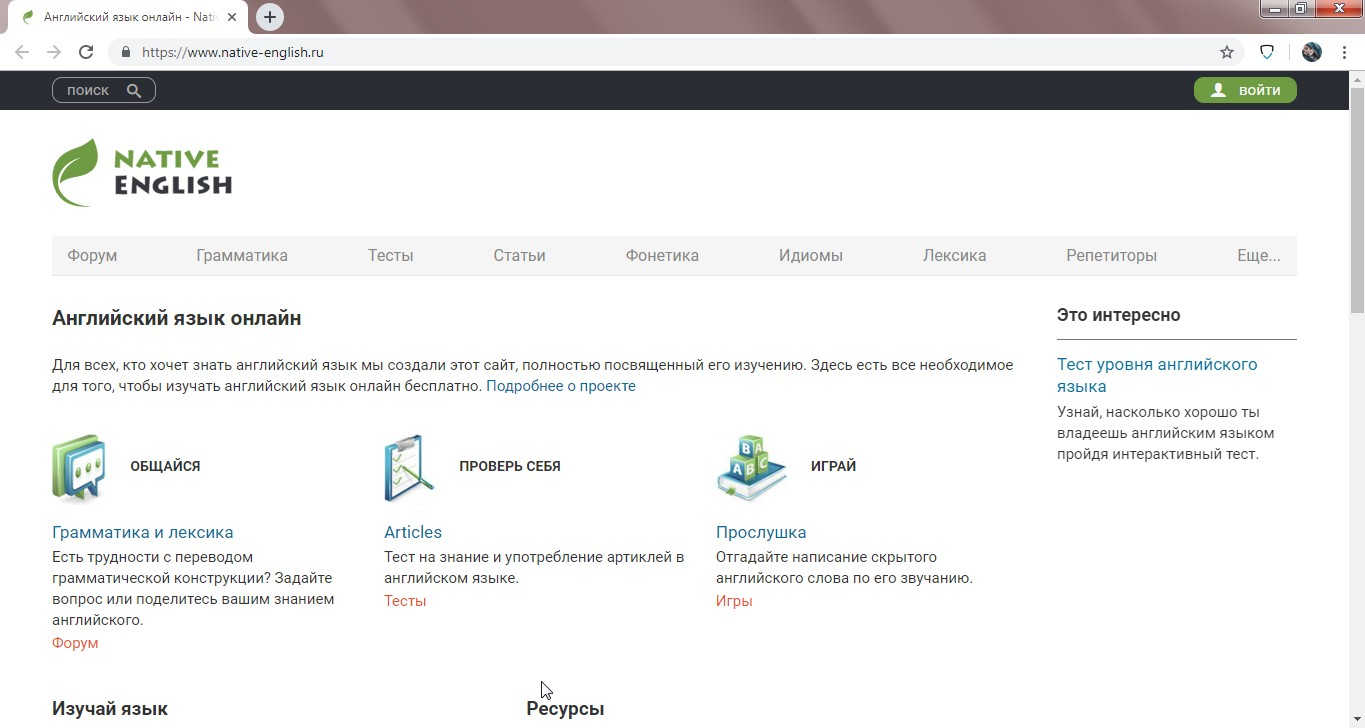 Английский язык онлайн - Nati
https://www.native-english.ru
поиск
войти
NATIVE
ENGLISH
Форум Грамматика Тесты Статьи Фонетика Идиомы Лексика Репетиторы Еще...
Английский язык онлайн
Для всех, кто хочет знать английский язык мы создали этот сайт, полностью посвященный его изучению. Здесь есть все необходимое
для того, чтобы изучать английский язык онлайн бесплатно. Подробнее о проекте
ОБЩАЙСЯ
Грамматика и лексика
Есть трудности с переводом
грамматической конструкции? Задайте
вопрос или поделитесь вашим знанием
английского.
Форум
ПРОВЕРЬ СЕБЯ
Articles
Тест на знание и употребление артиклей в
английском языке.
Тесты
B A
A B C
ИГРАЙ
Прослушка
Отгадайте написание скрытого
английского слова по его звучанию.
Игры
Это интересно
Тест уровня английского
языка
Узнай, насколько хорошо ты
владеешь английским языком
пройдя интерактивный тест.
Изучай язык
Ресурсы